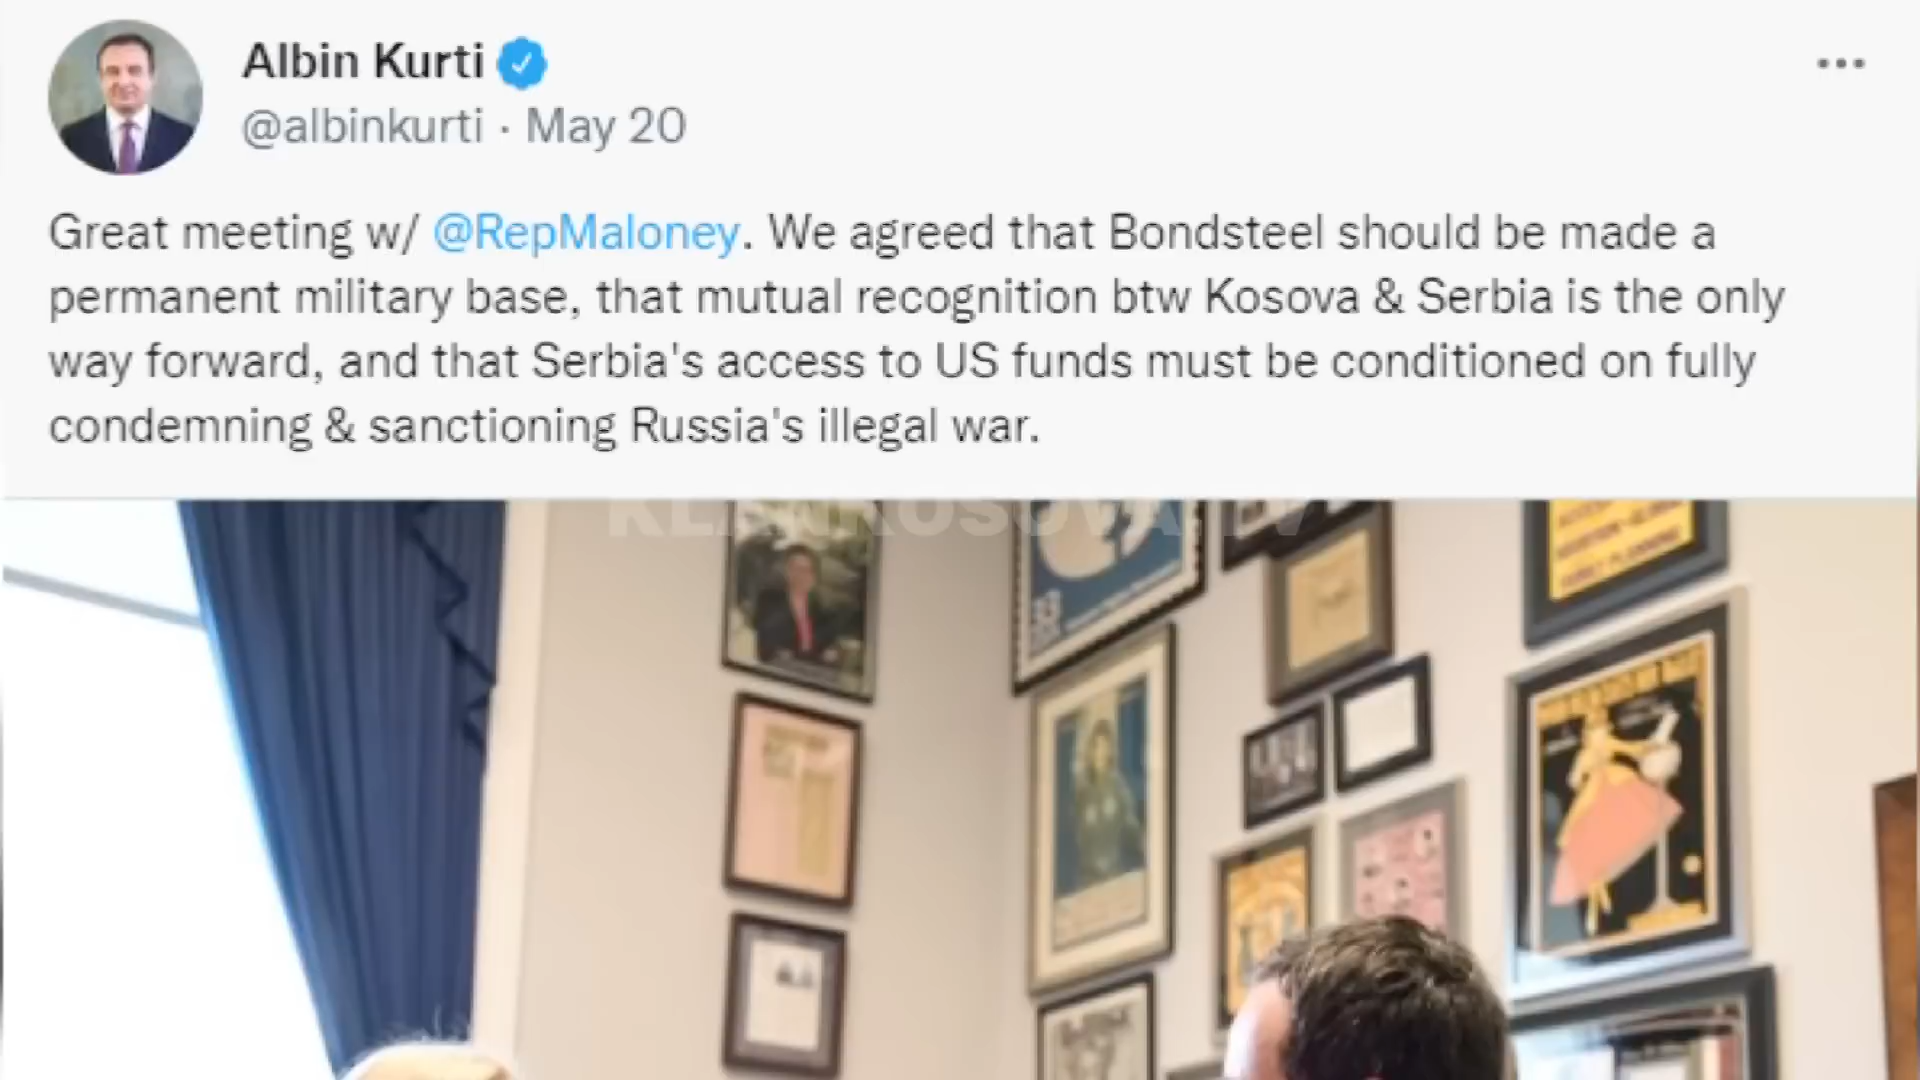 Albin Kurti
@albinkurti · May 20
Great meeting w/ @RepMaloney. We agreed that Bondsteel should be made a
permanent military base, that mutual recognition btw Kosova & Serbia is the only
way forward, and that Serbia's access to US funds must be conditioned on fully
condemning & sanctioning Russia's illegal war.
KLANKOSOVA.TV